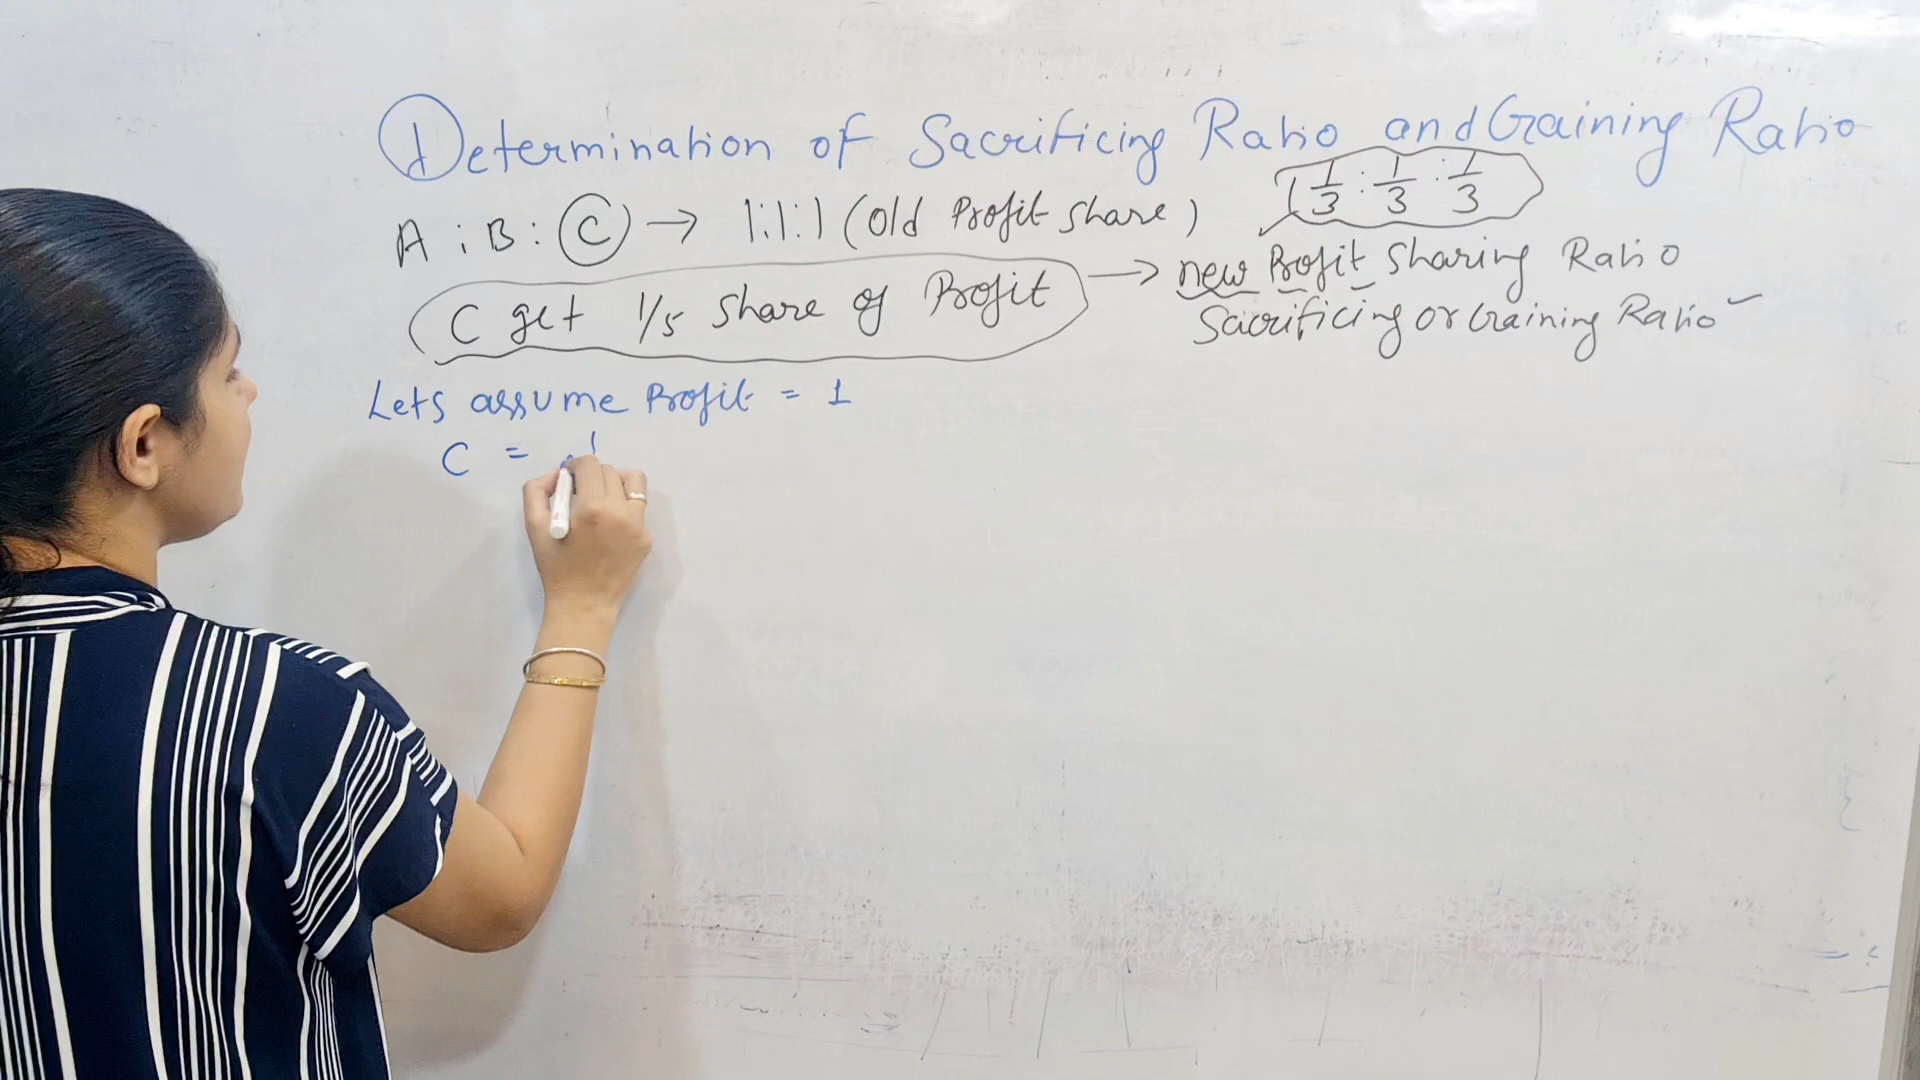 Determination of Sacrificing Ratio and Gaining Ratio
A : B : C → 1:1:1 (Old Profit Share) 1/3 : 1/3 : 1/3
C get 1/5 Share of Profit → new Profit Sharing Ratio
Sacrificing or Gaining Ratio
Lets assume Profit = 1
C = 1